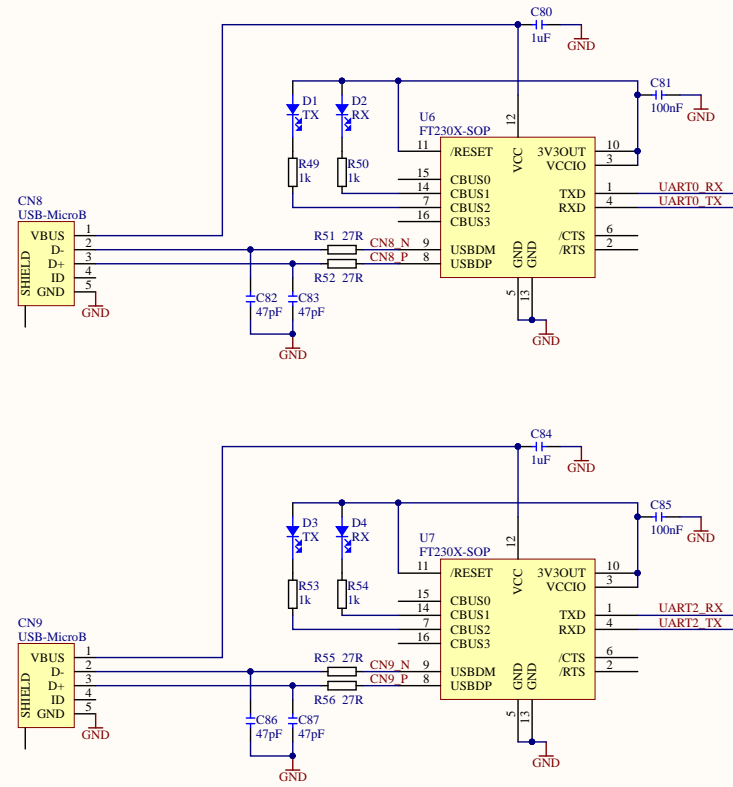 C80
1uF
GND
D1
TX
D2
RX
C81
100nF
GND
U6
FT230X-SOP
12
R49
1k
R50
1k
11 /RESET VCC 3V3OUT 10
VCCIO 3
15 CBUS0
14 CBUS1 TXD 1 UART0_RX
7 CBUS2 RXD 4 UART0_TX
16 CBUS3
/CTS 6
/RTS 2
CN8
USB-MicroB
VBUS 1
D- 2
D+ 3
ID 4
GND 5
SHIELD
GND
R51 27R CN8_N 9 USBDM
R52 27R CN8_P 8 USBDP
GND
GND
5
13
C82
47pF
C83
47pF
GND
GND
C84
1uF
GND
D3
TX
D4
RX
C85
100nF
GND
U7
FT230X-SOP
12
R53
1k
R54
1k
11 /RESET VCC 3V3OUT 10
VCCIO 3
15 CBUS0
14 CBUS1 TXD 1 UART2_RX
7 CBUS2 RXD 4 UART2_TX
16 CBUS3
/CTS 6
/RTS 2
CN9
USB-MicroB
VBUS 1
D- 2
D+ 3
ID 4
GND 5
SHIELD
GND
R55 27R CN9_N 9 USBDM
R56 27R CN9_P 8 USBDP
GND
GND
5
13
C86
47pF
C87
47pF
GND
GND